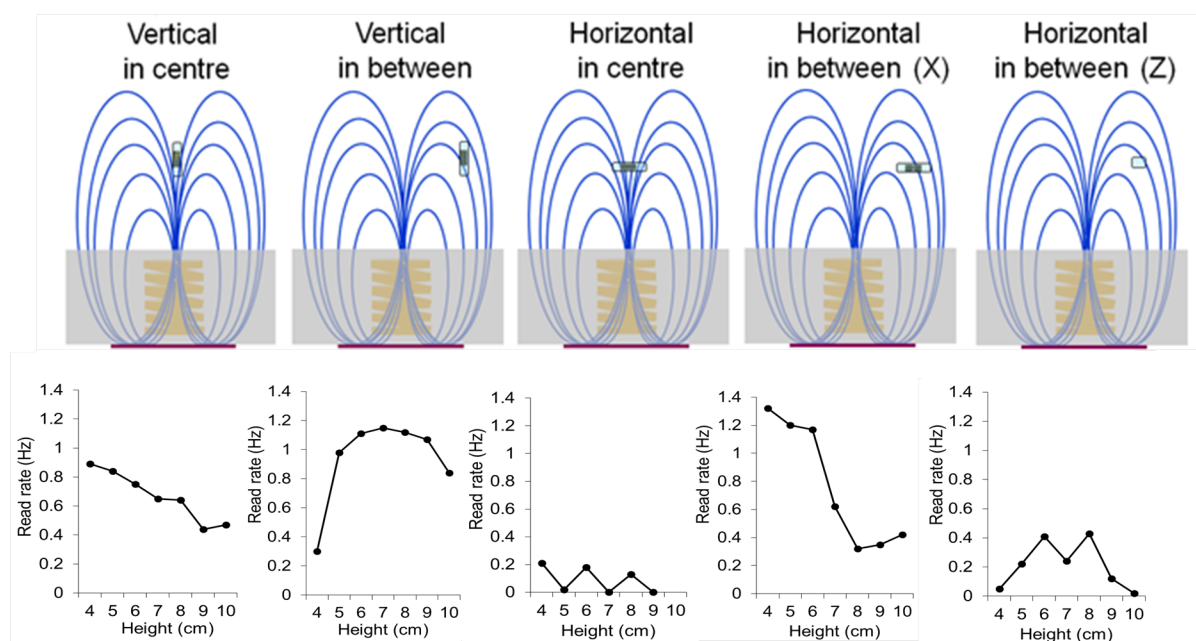 Vertical
in centre
Vertical
in between
Horizontal
in centre
Horizontal
in between (X)
Horizontal
in between (Z)
Read rate (Hz)
1.4
1.2
1
0.8
0.6
0.4
0.2
0
4 5 6 7 8 9 10
Height (cm)
Read rate (Hz)
1.4
1.2
1
0.8
0.6
0.4
0.2
0
4 5 6 7 8 9 10
Height (cm)
Read rate (Hz)
1.4
1.2
1
0.8
0.6
0.4
0.2
0
4 5 6 7 8 9 10
Height (cm)
Read rate (Hz)
1.4
1.2
1
0.8
0.6
0.4
0.2
0
4 5 6 7 8 9 10
Height (cm)
Read rate (Hz)
1.4
1.2
1
0.8
0.6
0.4
0.2
0
4 5 6 7 8 9 10
Height (cm)